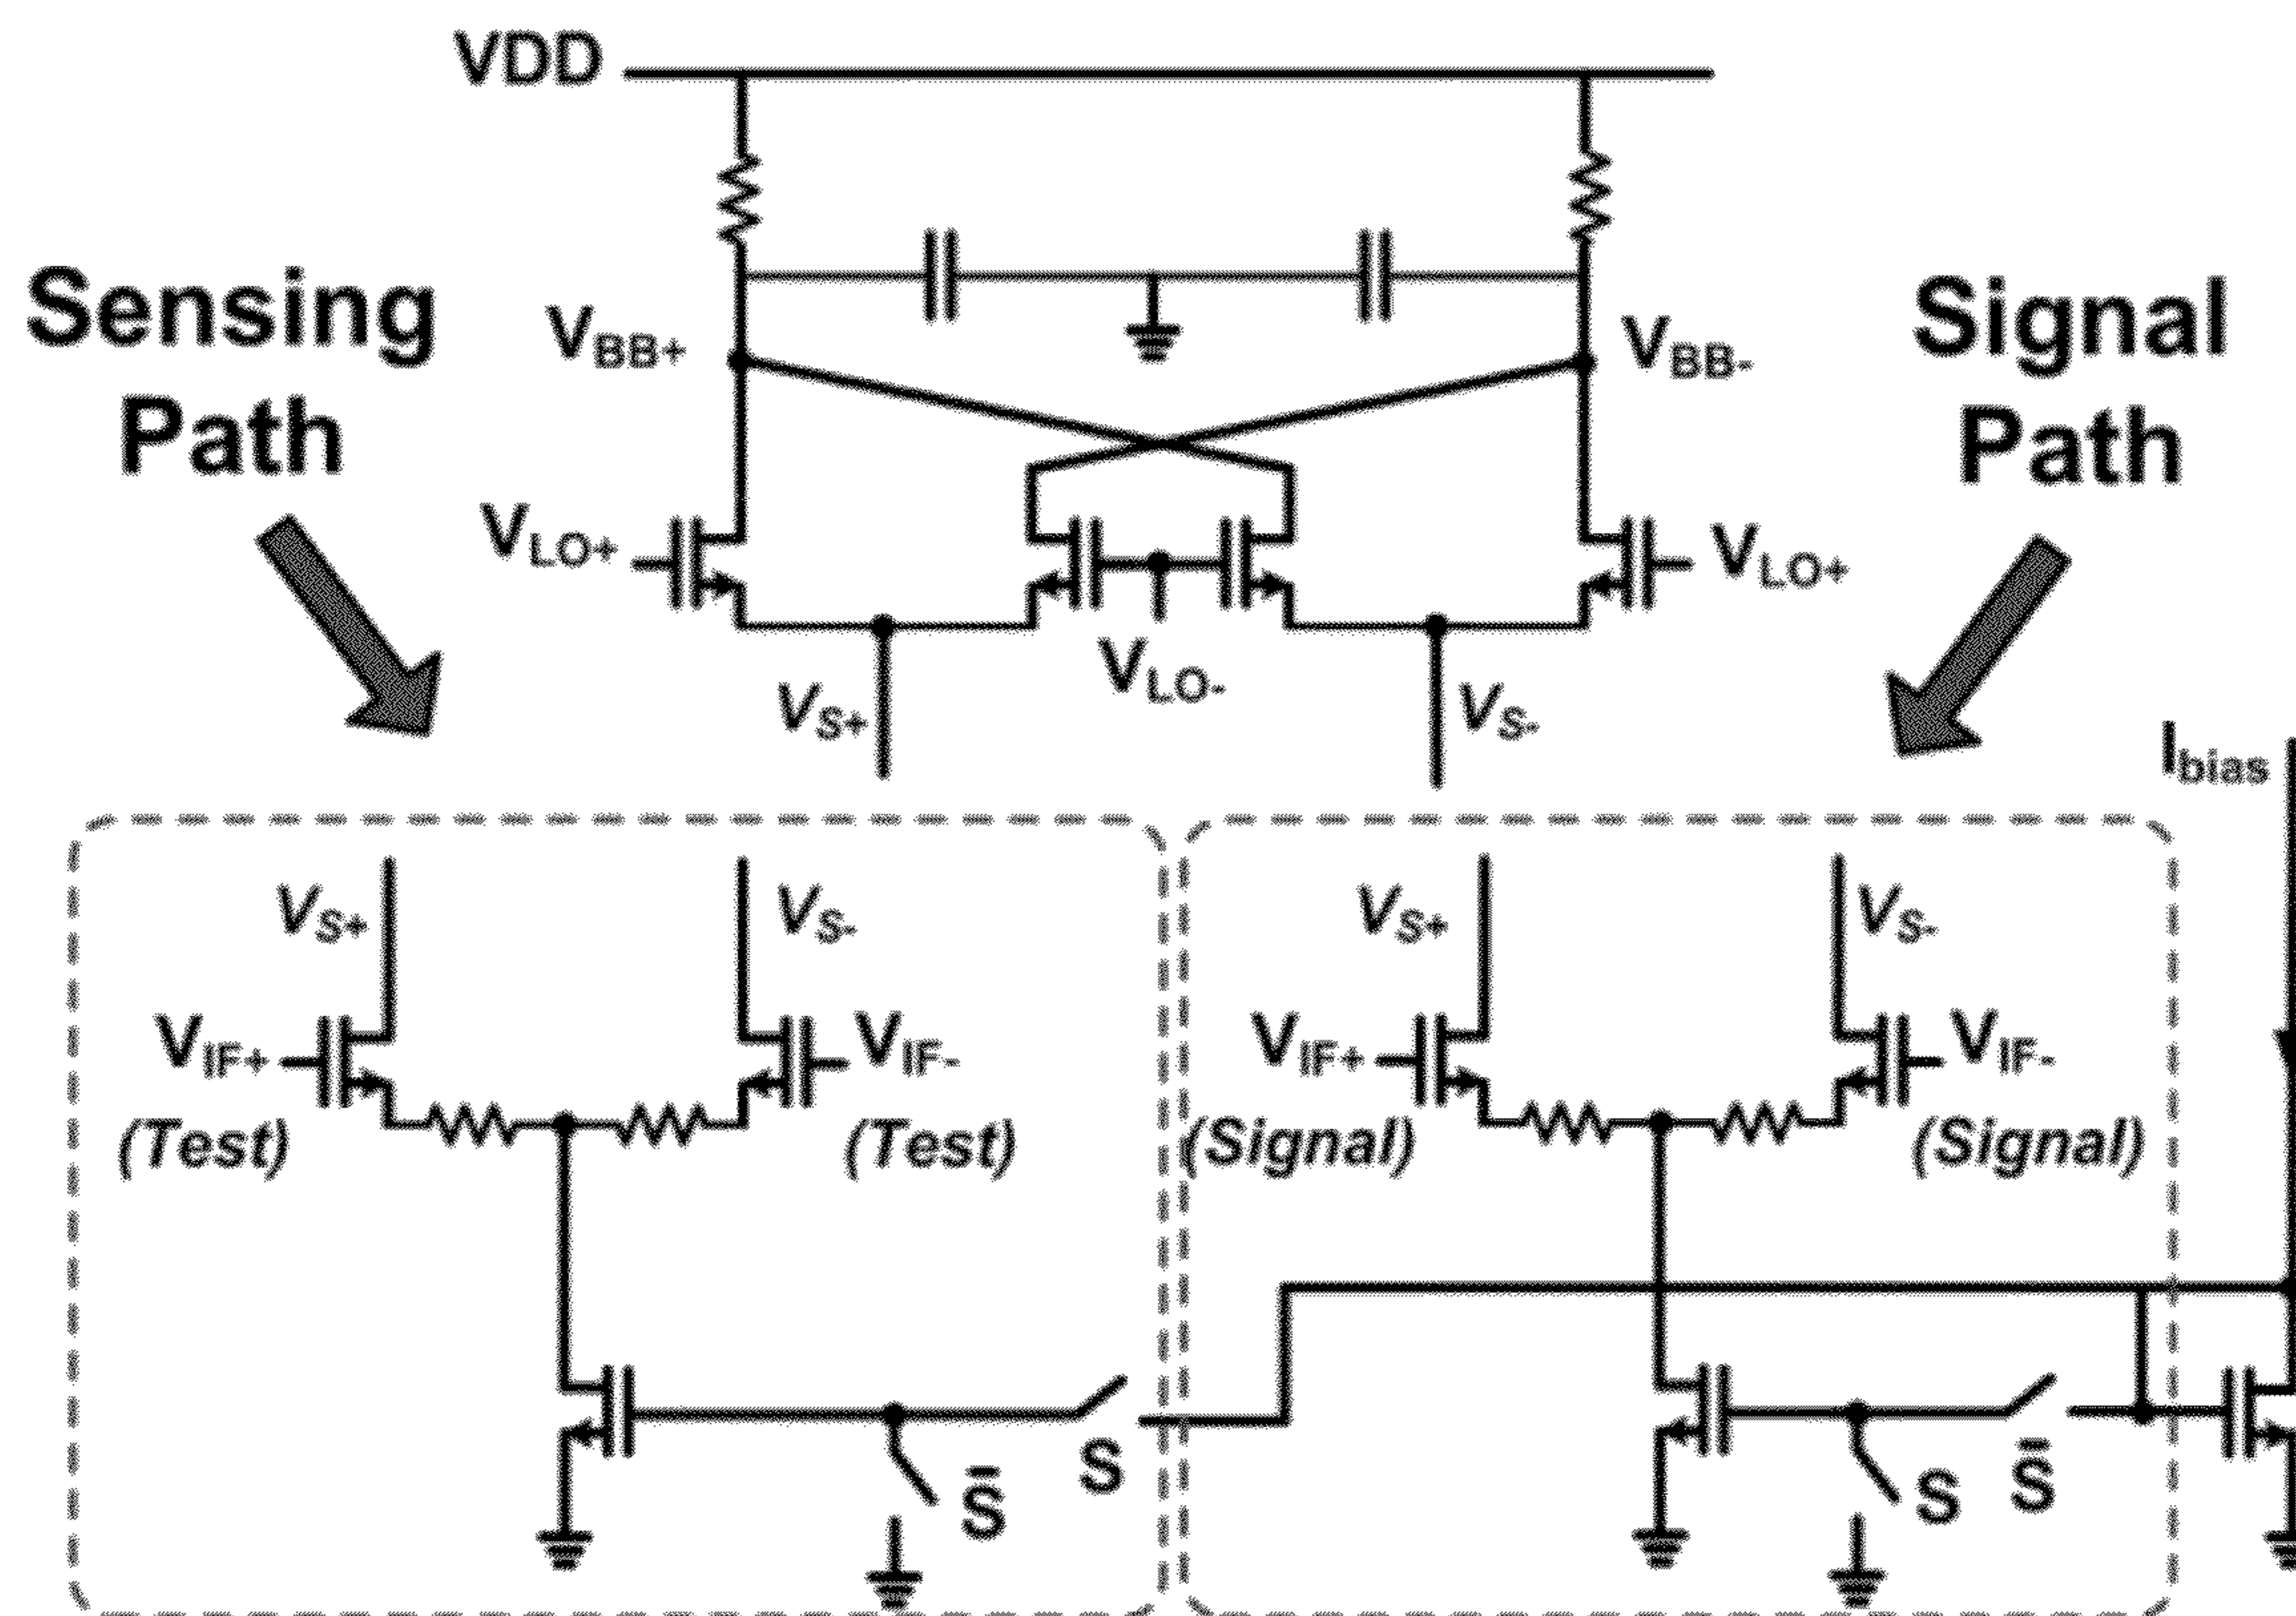 VDD
Sensing
Path
Signal
Path
VBB+
VBB-
VLO+
VLO+
VLO-
VS+
VS-
Ibias
VS+
VS-
VS+
VS-
VIF+
(Test)
VIF-
(Test)
VIF+
(Signal)
VIF-
(Signal)
S̄
S
S
S̄